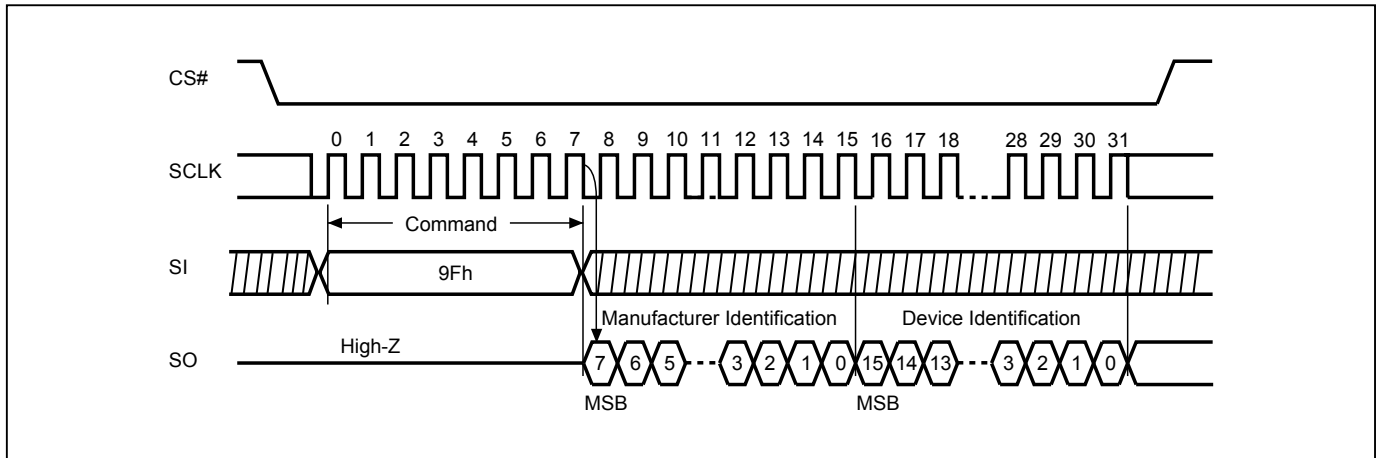 CS#
0 1 2 3 4 5 6 7 8 9 10 11 12 13 14 15 16 17 18 28 29 30 31
SCLK
Command
SI
9Fh
Manufacturer Identification Device Identification
High-Z
SO
7 6 5 3 2 1 0 15 14 13 3 2 1 0
MSB MSB